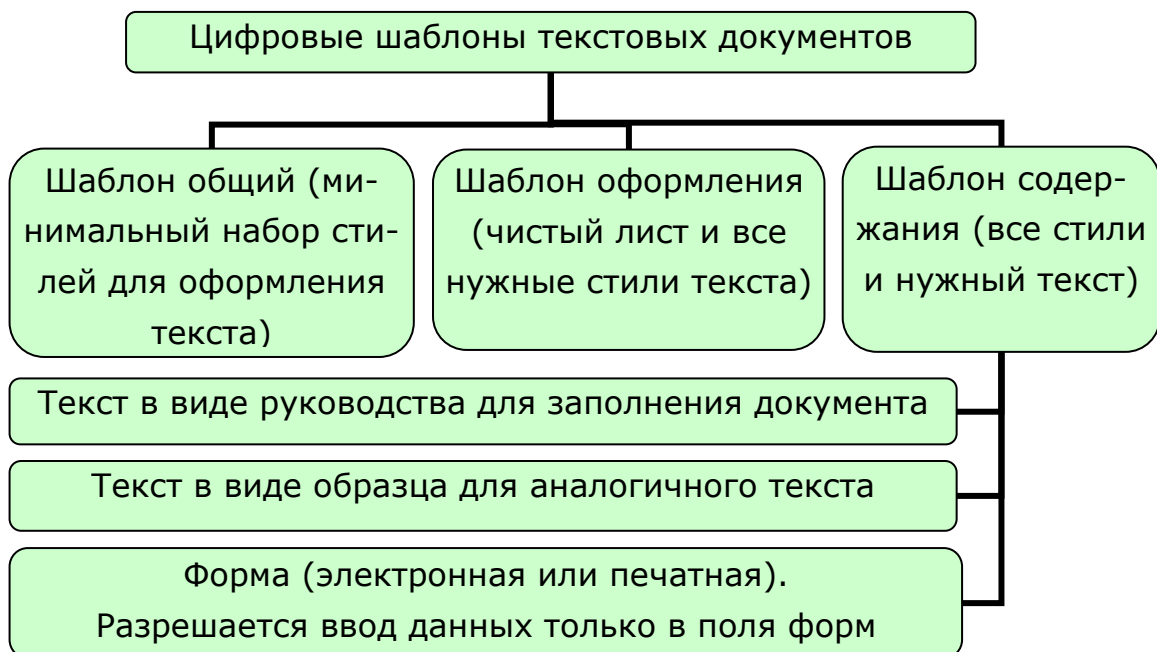 Цифровые шаблоны текстовых документов
Шаблон общий (ми-
нимальный набор сти-
лей для оформления
текста)
Шаблон оформления
(чистый лист и все
нужные стили текста)
Шаблон содер-
жания (все стили
и нужный текст)
Текст в виде руководства для заполнения документа
Текст в виде образца для аналогичного текста
Форма (электронная или печатная).
Разрешается ввод данных только в поля форм